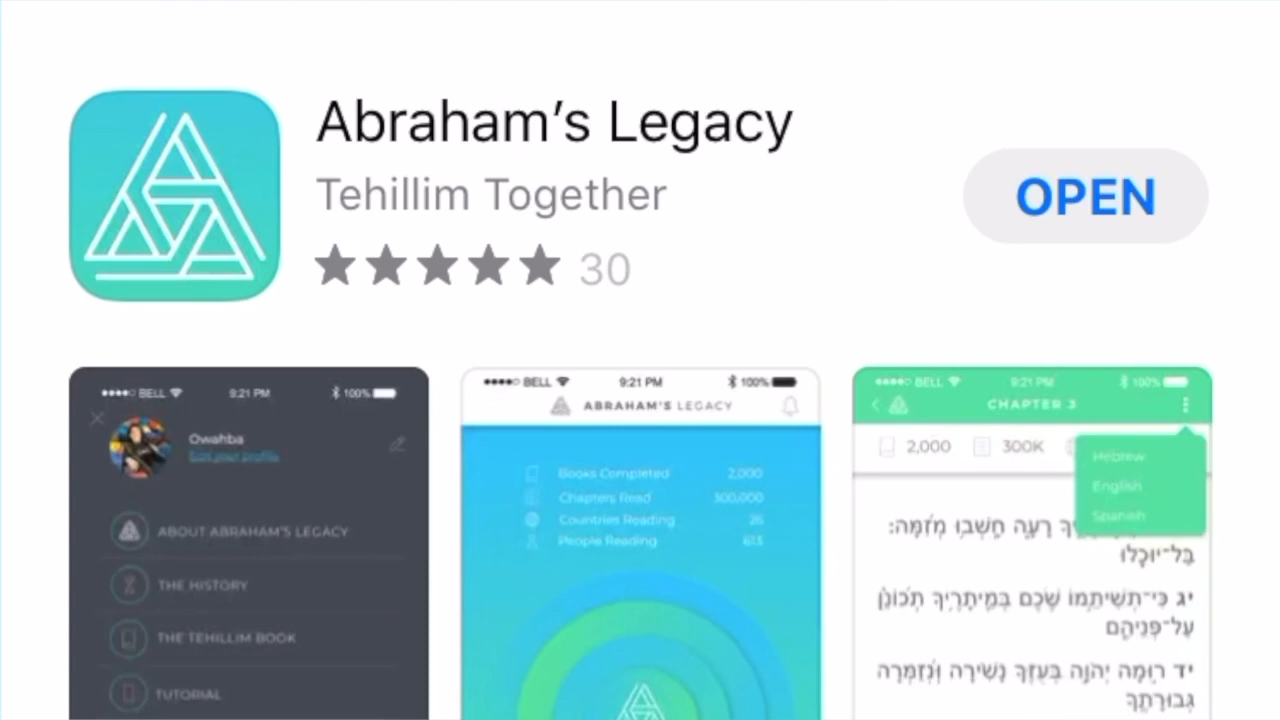 Abraham's Legacy
Tehillim Together
30
OPEN
BELL 9:21 PM 100%
Owahba
Edit your profile
ABOUT ABRAHAM'S LEGACY
THE HISTORY
THE TEHILLIM BOOK
TUTORIAL
BELL 9:21 PM 100%
ABRAHAM'S LEGACY
Books Completed 2,000
Chapters Read 300,000
Countries Reading 26
People Reading 613
BELL 9:21 PM 100%
CHAPTER 3
2,000 300K
Hebrew
English
Spanish
רָעָ֑ה חָֽשְׁב֥וּ מְ֝זִמָּ֗ה:
בַּל־יוּכָֽלוּ
יג כִּי־תְּשִׁיתֵ֣מוֹ שֶׁ֑כֶם בְּמֵֽיתָרֶ֥יךָ תְּכוֹנֵ֗ן
עַל־פְּנֵיהֶֽם
יד ר֣וּמָה יְהוָ֣ה בְּעֻזֶּ֑ךָ נָשִׁ֥ירָה וּ֝נְזַמְּרָ֗ה
גְּבוּרָתֶֽךָ